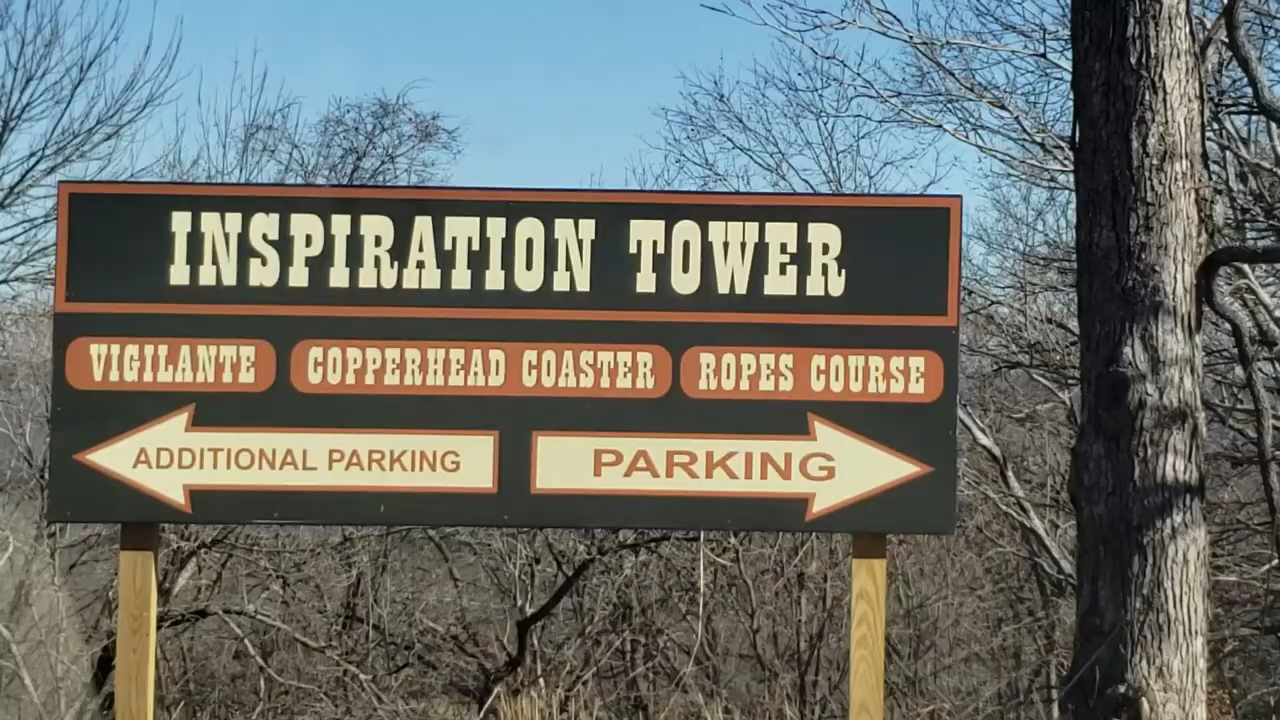 INSPIRATION TOWER
VIGILANTE COPPERHEAD COASTER ROPES COURSE
ADDITIONAL PARKING PARKING